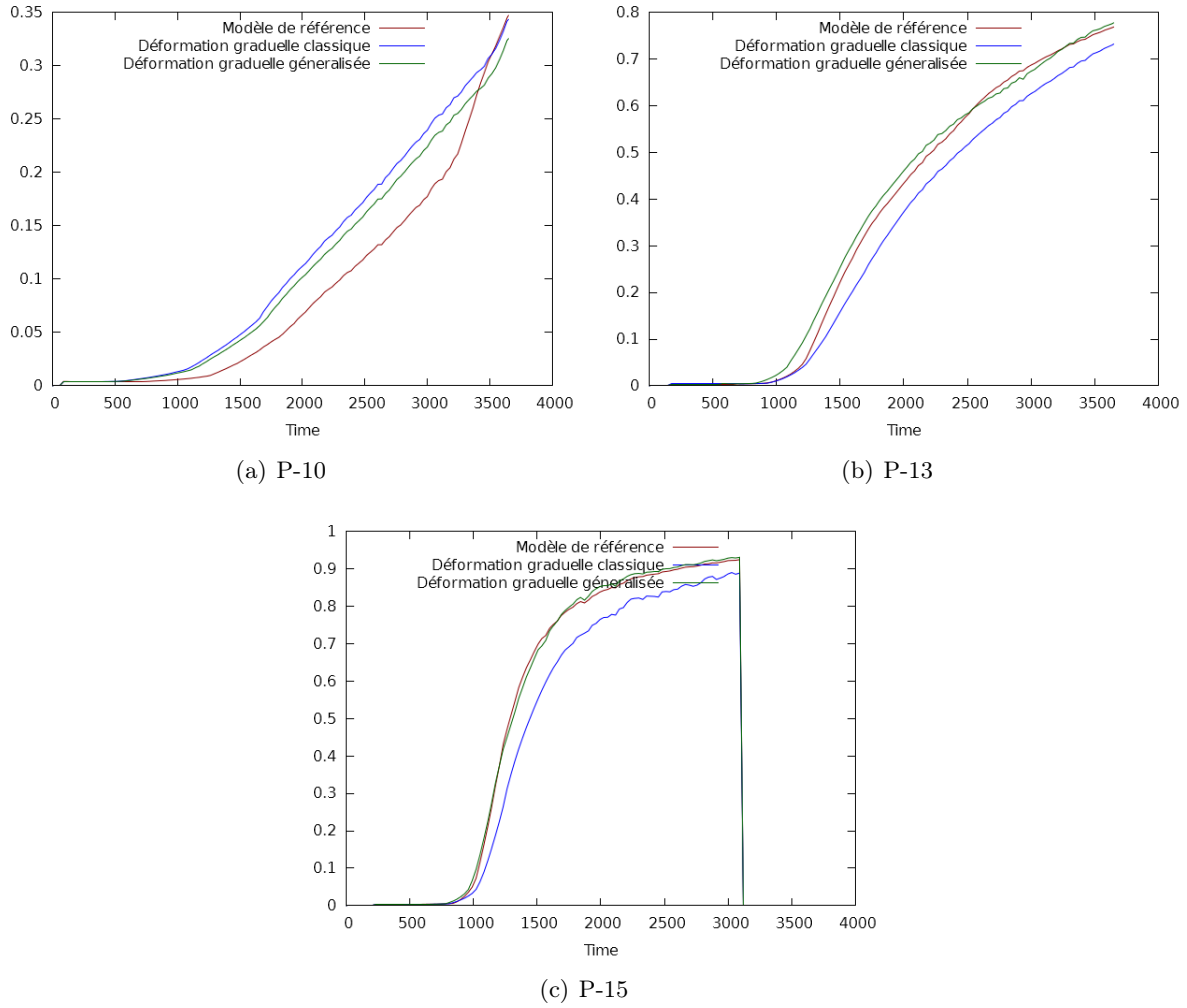 0.35
0.3
0.25
0.2
0.15
0.1
0.05
0
0 500 1000 1500 2000 2500 3000 3500 4000
Time
Modèle de référence
Déformation graduelle classique
Déformation graduelle géneralisée
(a) P-10
0.8
0.7
0.6
0.5
0.4
0.3
0.2
0.1
0
0 500 1000 1500 2000 2500 3000 3500 4000
Time
Modèle de référence
Déformation graduelle classique
Déformation graduelle géneralisée
(b) P-13
1
0.9
0.8
0.7
0.6
0.5
0.4
0.3
0.2
0.1
0
0 500 1000 1500 2000 2500 3000 3500 4000
Time
Modèle de référence
Déformation graduelle classique
Déformation graduelle géneralisée
(c) P-15